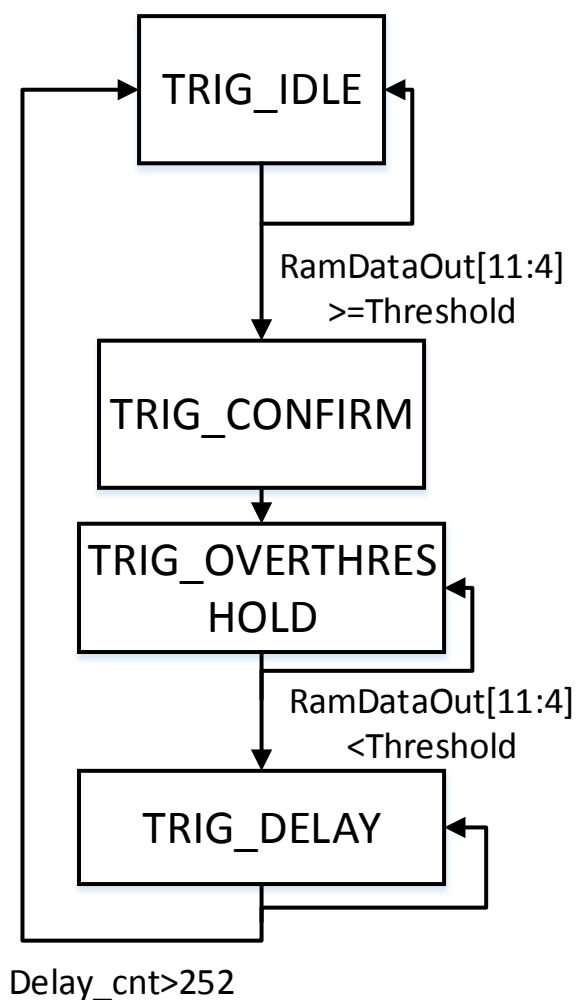 TRIG_IDLE
RamDataOut[11:4]
>=Threshold
TRIG_CONFIRM
TRIG_OVERTHRES
HOLD
RamDataOut[11:4]
<Threshold
TRIG_DELAY
Delay_cnt>252